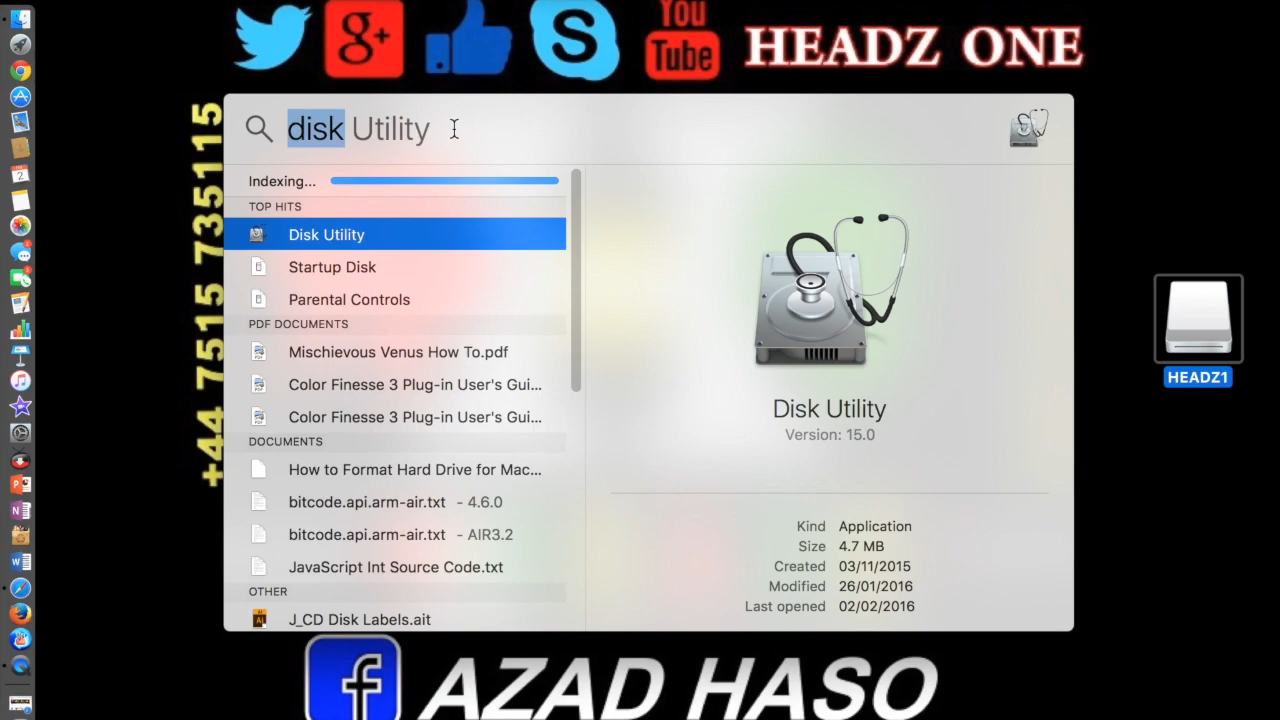 You
Tube
g+
S
HEADZ ONE
+44 7515 735115
disk Utility
Indexing...
TOP HITS
Disk Utility
Startup Disk
Parental Controls
PDF DOCUMENTS
Mischievous Venus How To.pdf
Color Finesse 3 Plug-in User's Gui...
Color Finesse 3 Plug-in User's Gui...
DOCUMENTS
How to Format Hard Drive for Mac...
bitcode.api.arm-air.txt - 4.6.0
bitcode.api.arm-air.txt - AIR3.2
JavaScript Int Source Code.txt
OTHER
J_CD Disk Labels.ait
Disk Utility
Version: 15.0
Kind Application
Size 4.7 MB
Created 03/11/2015
Modified 26/01/2016
Last opened 02/02/2016
HEADZ1
f
AZAD HASO
2